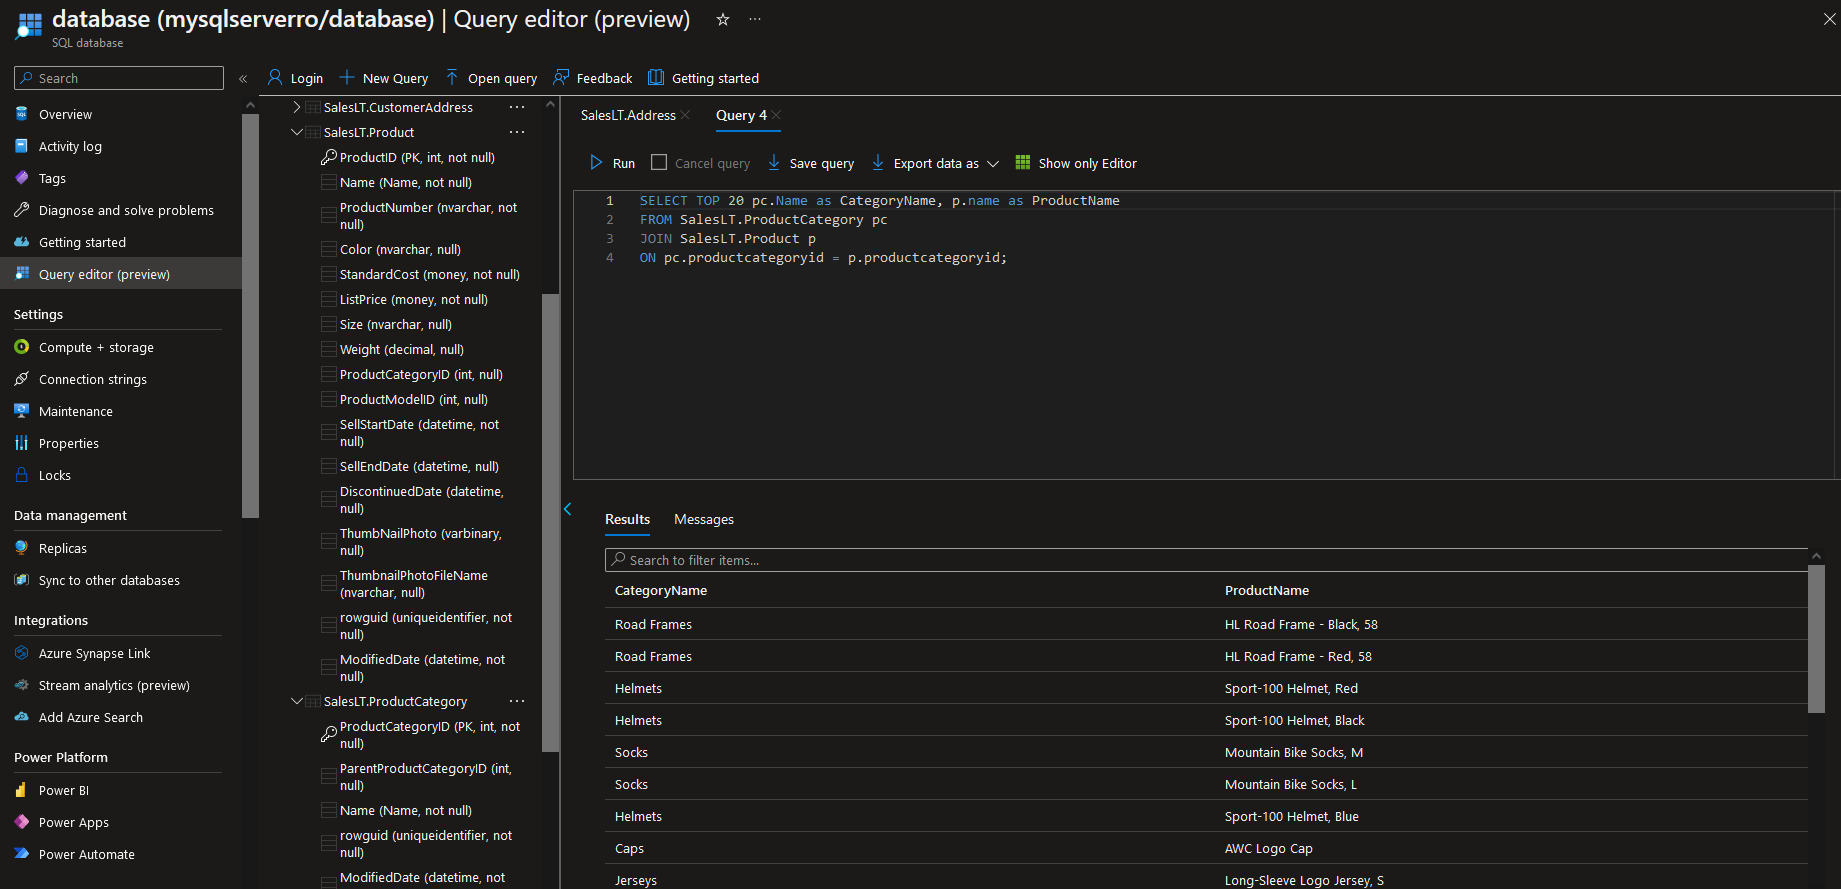 database (mysqlserverro/database) | Query editor (preview)
SQL database
Search
Overview
Activity log
Tags
Diagnose and solve problems
Getting started
Query editor (preview)
Settings
Compute + storage
Connection strings
Maintenance
Properties
Locks
Data management
Replicas
Sync to other databases
Integrations
Azure Synapse Link
Stream analytics (preview)
Add Azure Search
Power Platform
Power BI
Power Apps
Power Automate
Login
New Query
Open query
Feedback
Getting started
SalesLT.CustomerAddress
SalesLT.Product
ProductID (PK, int, not null)
Name (Name, not null)
ProductNumber (nvarchar, not
null)
Color (nvarchar, null)
StandardCost (money, not null)
ListPrice (money, not null)
Size (nvarchar, null)
Weight (decimal, null)
ProductCategoryID (int, null)
ProductModelID (int, null)
SellStartDate (datetime, not
null)
SellEndDate (datetime, null)
DiscontinuedDate (datetime,
null)
ThumbNailPhoto (varbinary,
null)
ThumbnailPhotoFileName
(nvarchar, null)
rowguid (uniqueidentifier, not
null)
ModifiedDate (datetime, not
null)
SalesLT.ProductCategory
ProductCategoryID (PK, int, not
null)
ParentProductCategoryID (int,
null)
Name (Name, not null)
rowguid (uniqueidentifier, not
null)
ModifiedDate (datetime, not
SalesLT.Address
Query 4
Run
Cancel query
Save query
Export data as
Show only Editor
1 SELECT TOP 20 pc.Name as CategoryName, p.name as ProductName
2 FROM SalesLT.ProductCategory pc
3 JOIN SalesLT.Product p
4 ON pc.productcategoryid = p.productcategoryid;
Results
Messages
Search to filter items...
CategoryName ProductName
Road Frames HL Road Frame - Black, 58
Road Frames HL Road Frame - Red, 58
Helmets Sport-100 Helmet, Red
Helmets Sport-100 Helmet, Black
Socks Mountain Bike Socks, M
Socks Mountain Bike Socks, L
Helmets Sport-100 Helmet, Blue
Caps AWC Logo Cap
Jerseys Long-Sleeve Logo Jersey, S